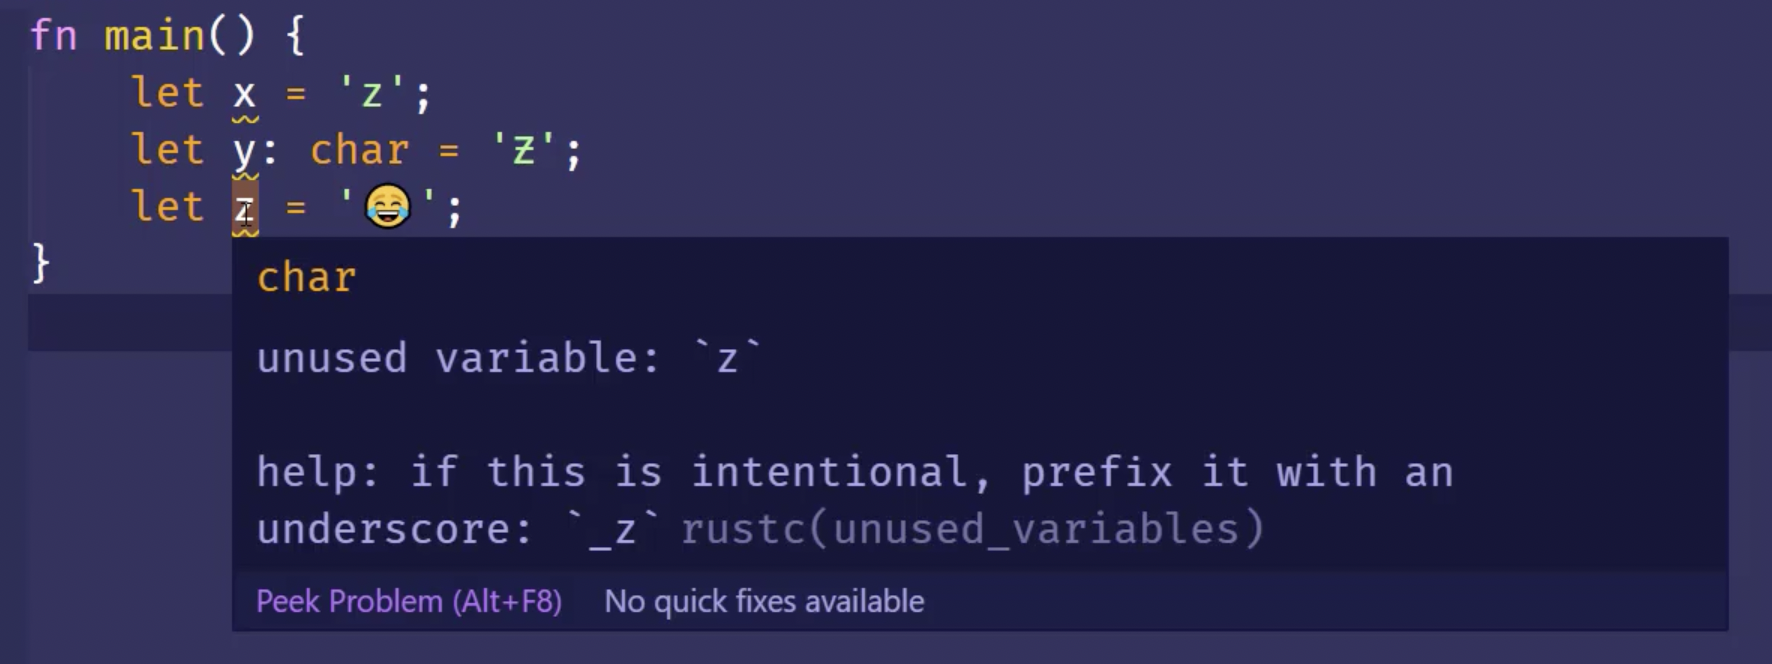 fn main() {
    let x = 'z';
    let y: char = 'Ƶ';
    let z = '😂';
}
char
unused variable: `z`
help: if this is intentional, prefix it with an
underscore: `_z` rustc(unused_variables)
Peek Problem (Alt+F8) No quick fixes available